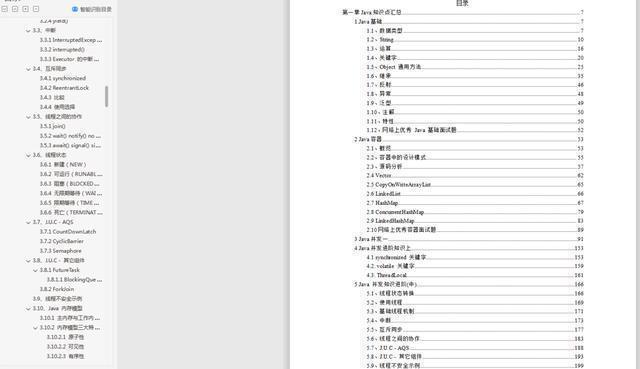 智能识别目录
3.2.4 yield()
3.3、中断
3.3.1 InterruptedExcep ...
3.3.2 interrupted()
3.3.3 Executor 的中断 ...
3.4、互斥同步
3.4.1 synchronized
3.4.2 ReentrantLock
3.4.3 比较
3.4.4 使用选择
3.5、线程之间的协作
3.5.1 join()
3.5.2 wait() notify() no ...
3.5.3 await() signal() si ...
3.6、线程状态
3.6.1 新建（NEW）
3.6.2 可运行（RUNABL ...
3.6.3 阻塞（BLOCKED ...
3.6.4 无限期等待（WAI ...
3.6.5 限期等待（TIME ...
3.6.6 死亡（TERMINAT ...
3.7、J.U.C - AQS
3.7.1 CountDownLatch
3.7.2 CyclicBarrier
3.7.3 Semaphore
3.8、J.U.C - 其它组件
3.8.1 FutureTask
3.8.1.1 BlockingQue ...
3.8.2 ForkJoin
3.9、线程不安全示例
3.10、Java 内存模型
3.10.1 主内存与工作内 ...
3.10.2 内存模型三大特 ...
3.10.2.1 原子性
3.10.2.2 可见性
3.10.2.3 有序性
目录
第一章 Java 知识点汇总 7
1 Java 基础 7
1.1、数据类型 7
1.2、String 10
1.3、运算 16
1.4、关键字 20
1.5、Object 通用方法 25
1.6、继承 35
1.7、反射 46
1.8、异常 48
1.9、泛型 49
1.10、注解 50
1.11、特性 50
1.12、网络上优秀 Java 基础面试题 52
2 Java 容器 53
2.1、概览 53
2.2、容器中的设计模式 55
2.3、源码分析 57
2.4 Vector 62
2.5 CopyOnWriteArrayList 65
2.6 LinkedList 66
2.7 HashMap 67
2.8 ConcurrentHashMap 79
2.9 LinkedHashMap 83
2.10 网络上优秀容器面试题 89
3 Java 并发一 91
4 Java 并发进阶知识上 153
4.1 synchronized 关键字 153
4.2. volatile 关键字 159
4.3. ThreadLocal 161
5 Java 并发知识进阶(中) 166
5.1、线程状态转换 166
5.2、使用线程 169
5.3、基础线程机制 171
5.4、中断 173
5.5、互斥同步 177
5.6、线程之间的协作 183
5.7、J.U.C - AQS 188
5.8、J.U.C - 其它组件 193
5.9、线程不安全示例 199